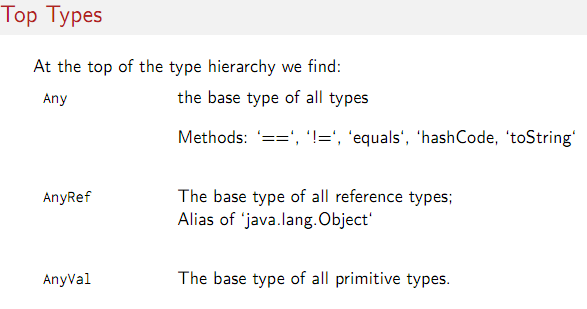 Top Types
At the top of the type hierarchy we find:
Any the base type of all types
Methods: ‘==‘, ‘!=‘, ‘equals‘, ‘hashCode, ‘toString‘
AnyRef The base type of all reference types;
Alias of ‘java.lang.Object‘
AnyVal The base type of all primitive types.